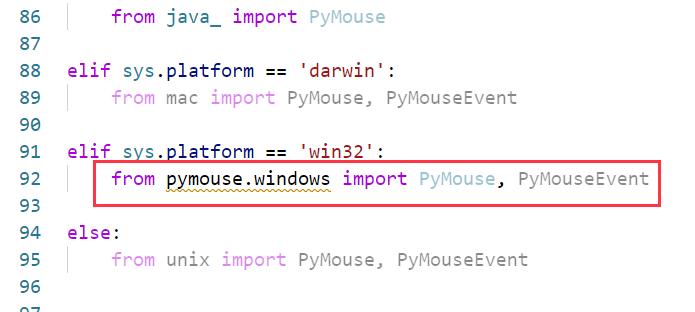 86 from java_ import PyMouse
87
88 elif sys.platform == 'darwin':
89 from mac import PyMouse, PyMouseEvent
90
91 elif sys.platform == 'win32':
92 from pymouse.windows import PyMouse, PyMouseEvent
93
94 else:
95 from unix import PyMouse, PyMouseEvent
96
97